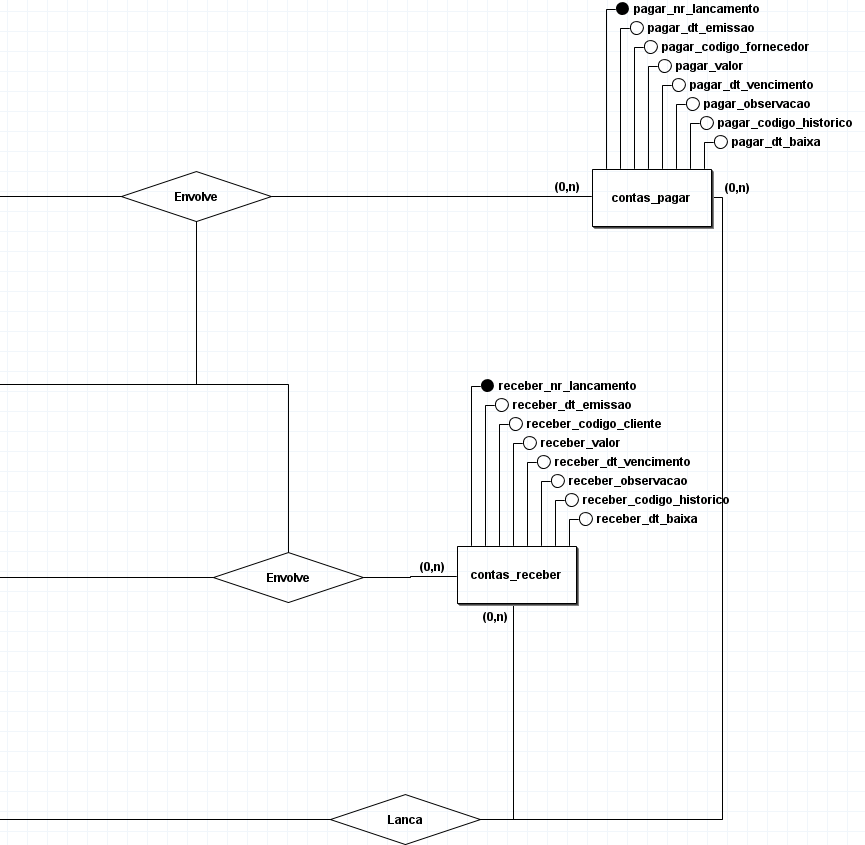 pagar_nr_lancamento
pagar_dt_emissao
pagar_codigo_fornecedor
pagar_valor
pagar_dt_vencimento
pagar_observacao
pagar_codigo_historico
pagar_dt_baixa
Envolve
(0,n)
contas_pagar
(0,n)
receber_nr_lancamento
receber_dt_emissao
receber_codigo_cliente
receber_valor
receber_dt_vencimento
receber_observacao
receber_codigo_historico
receber_dt_baixa
Envolve
(0,n)
contas_receber
(0,n)
Lanca